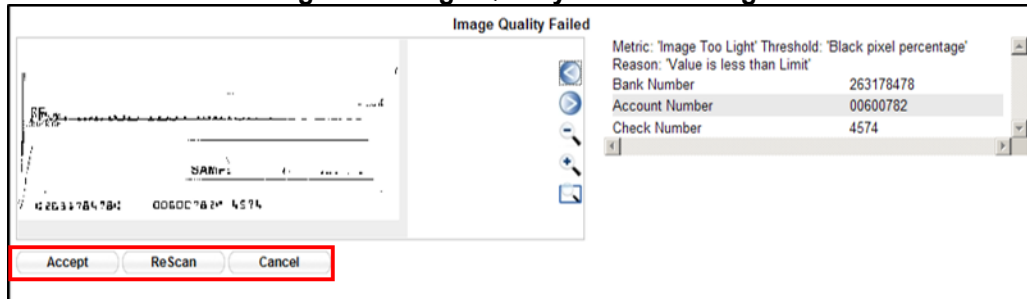 Image Quality Failed
Metric: 'Image Too Light' Threshold: 'Black pixel percentage'
Reason: 'Value is less than Limit'
Bank Number 263178478
Account Number 00600782
Check Number 4574
SAMP
Accept ReScan Cancel